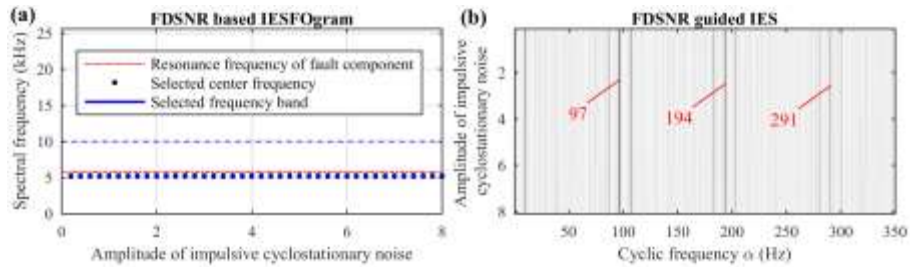 (a)
FDSNR based IESFOgram
Spectral frequency (kHz)
25
20
15
10
5
0
Resonance frequency of fault component
Selected center frequency
Selected frequency band
0 2 4 6 8
Amplitude of impulsive cyclostationary noise
(b)
FDSNR guided IES
Amplitude of impulsive
cyclostationary noise
2
4
6
8
97
194
291
50 100 150 200 250 300 350
Cyclic frequency α (Hz)